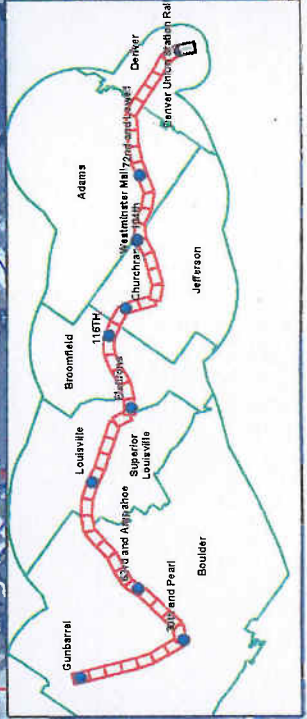 Gunbarrel
30th and Pearl
63rd and Arapahoe
Boulder
Louisville
Superior
Louisville
Flatirons
Broomfield
116TH
Churchranch
104th
Westminster Mall
72nd and Lowell
Adams
Jefferson
Denver
Denver Union Station Rail